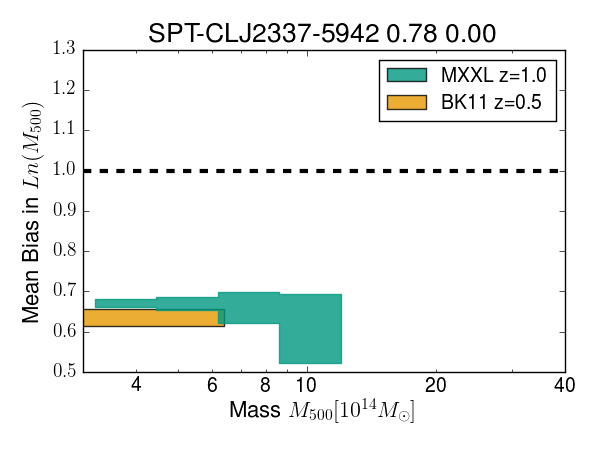 SPT-CLJ2337-5942 0.78 0.00
MXXL z=1.0
BK11 z=0.5
Mean Bias in Ln(M₅₀₀)
1.3
1.2
1.1
1.0
0.9
0.8
0.7
0.6
0.5
4 6 8 10 20 40
Mass M₅₀₀[10¹⁴M☉]